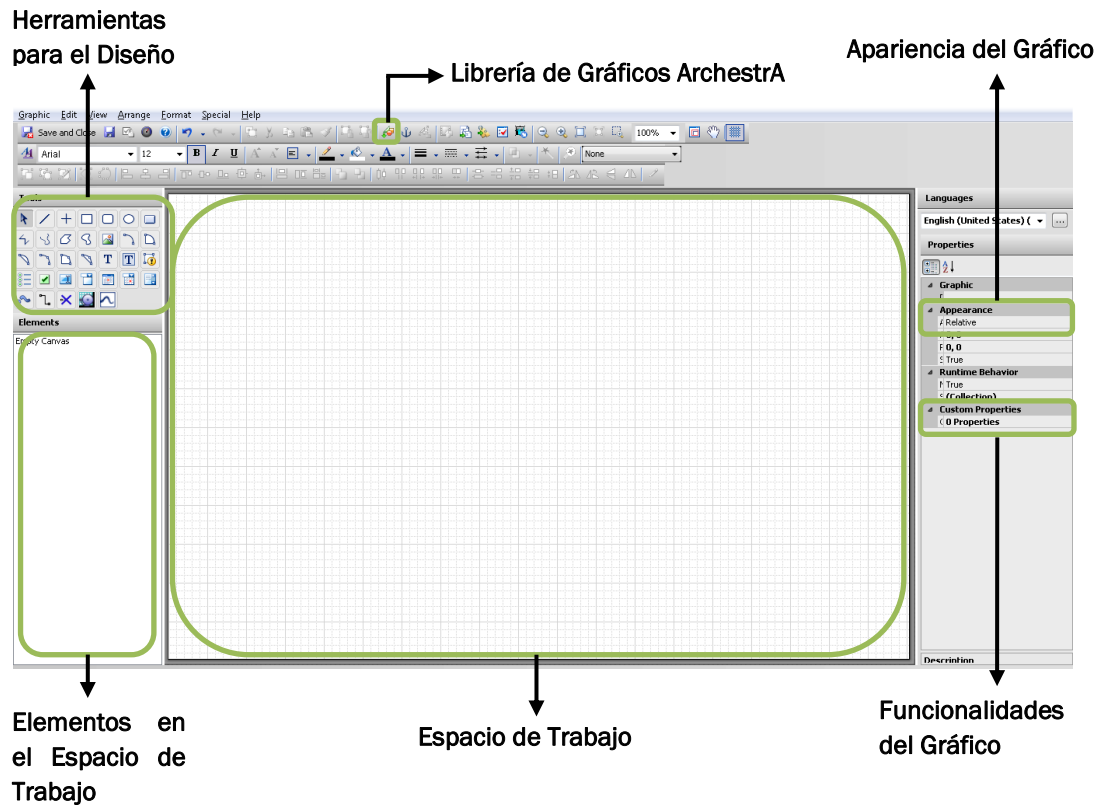 Herramientas
para el Diseño
Librería de Gráficos ArchestrA
Apariencia del Gráfico
Graphic Edit View Arrange Format Special Help
Save and Close
100%
Arial 12 B I U A None
Tools
T T
Elements
Empty Canvas
Languages
English (United States) (
Properties
Graphic
Appearance
Relative
0, 0
0, 0
True
Runtime Behavior
True
(Collection)
Custom Properties
0 Properties
Description
Elementos en
el Espacio de
Trabajo
Espacio de Trabajo
Funcionalidades
del Gráfico